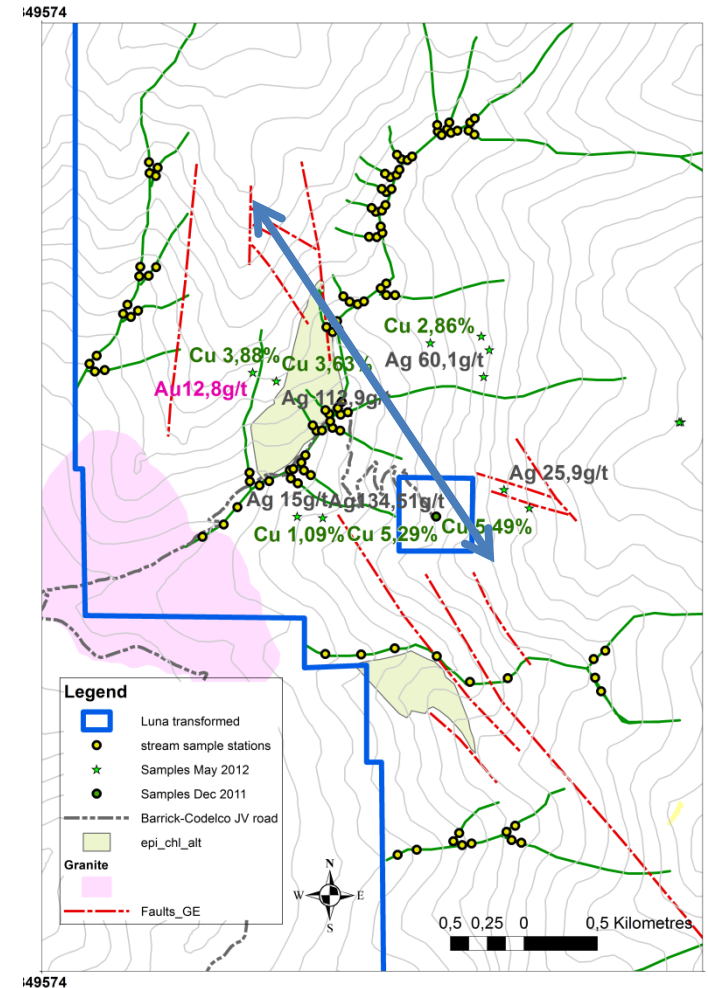 349574
Cu 2,86%
Cu 3,88%
Cu 3,63%
Ag 60,1g/t
Au12,8g/t
Ag 113,9g/t
Ag 25,9g/t
Ag 15g/t
Ag134,51g/t
Cu 5,49%
Cu 1,09%
Cu 5,29%
Legend
Luna transformed
stream sample stations
Samples May 2012
Samples Dec 2011
Barrick-Codelco JV road
epi_chl_alt
Granite
Faults_GE
N
W
E
S
0,5 0,25 0 0,5 Kilometres
349574